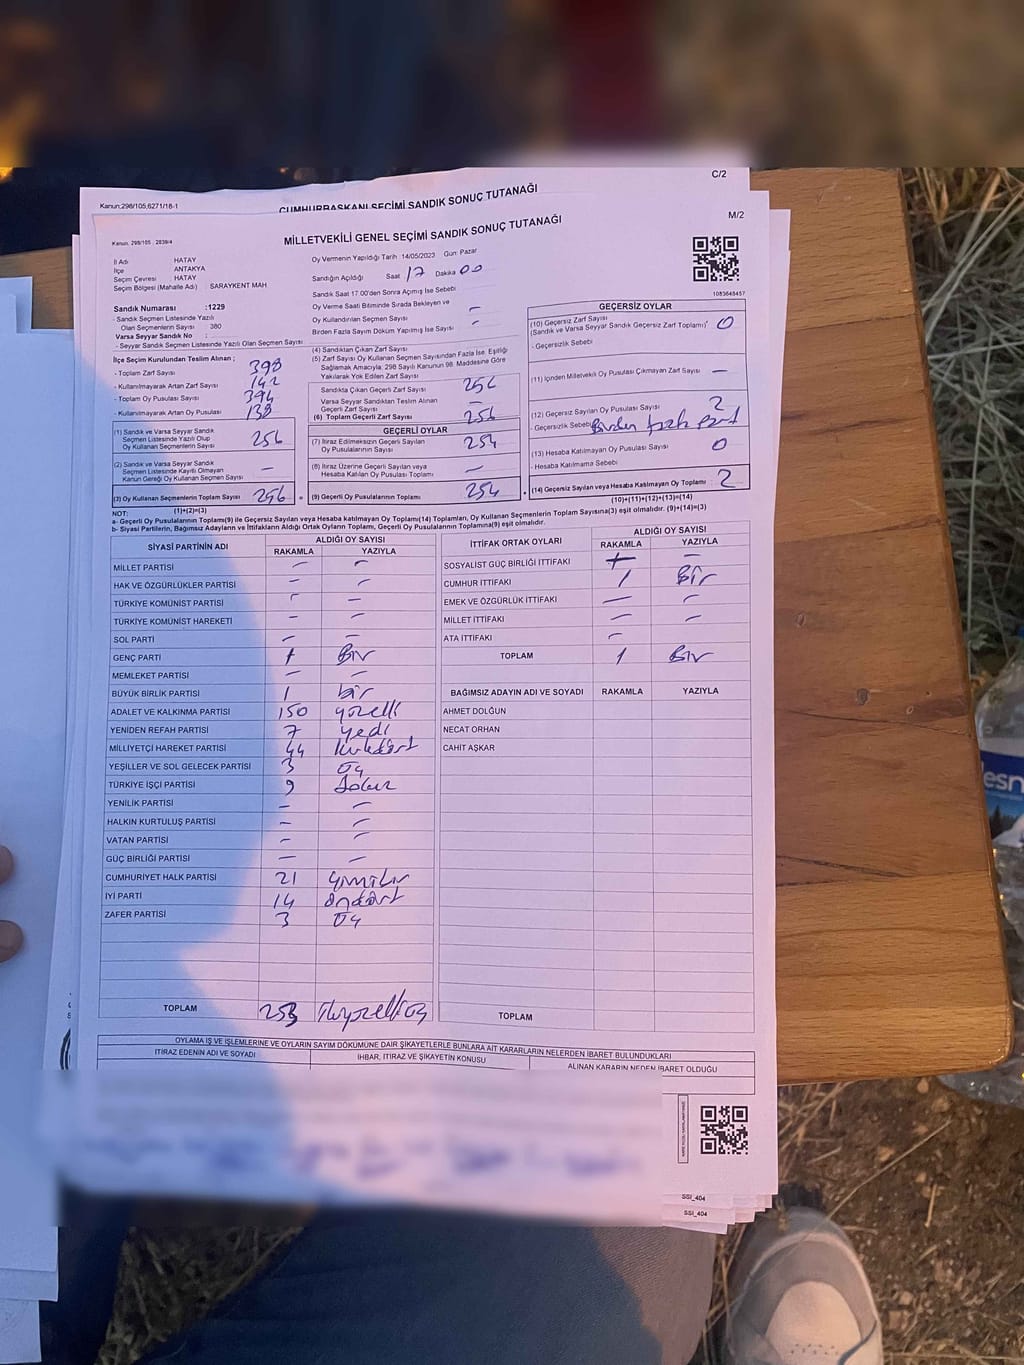 C/2
Kanun:298/105,6271/18-1
CUMHURBAŞKANI SEÇİMİ SANDIK SONUÇ TUTANAĞI
M/2
Kanun. 298/105 , 2839/4
MİLLETVEKİLİ GENEL SEÇİMİ SANDIK SONUÇ TUTANAĞI
1083648457
İl Adı HATAY
İlçe ANTAKYA
Seçim Çevresi : HATAY
Seçim Bölgesi (Mahalle Adı) SARAYKENT MAH.
Sandık Numarası :1229
- Sandık Seçmen Listesinde Yazılı
Olan Seçmenlerin Sayısı : 380
Varsa Seyyar Sandık No :
- Seyyar Sandık Seçmen Listesinde Yazılı Olan Seçmen Sayısı
İlçe Seçim Kurulundan Teslim Alınan ;
- Toplam Zarf Sayısı 398
- Kullanılmayarak Artan Zarf Sayısı 142
- Toplam Oy Pusulası Sayısı 394
- Kullanılmayarak Artan Oy Pusulası 138
(1) Sandık ve Varsa Seyyar Sandık
Seçmen Listesinde Yazılı Olup
Oy Kullanan Seçmenlerin Sayısı 256
(2) Sandık ve Varsa Seyyar Sandık
Seçmen Listesinde Kayıtlı Olmayan
Kanun Gereği Oy Kullanan Seçmen Sayısı —
(3) Oy Kullanan Seçmenlerin Toplam Sayısı 256
Oy Vermenin Yapıldığı Tarih :14/05/2023 Gün: Pazar
Sandığın Açıldığı Saat 17 Dakika 00
Sandık Saat 17:00'den Sonra Açılmış İse Sebebi
Oy Verme Saati Bitiminde Sırada Bekleyen ve
Oy Kullandırılan Seçmen Sayısı —
Birden Fazla Sayım Döküm Yapılmış İse Sayısı -
(4) Sandıktan Çıkan Zarf Sayısı
(5) Zarf Sayısı Oy Kullanan Seçmen Sayısından Fazla İse, Eşitliği
Sağlamak Amacıyla; 298 Sayılı Kanunun 98. Maddesine Göre
Yakılarak Yok Edilen Zarf Sayısı
Sandıkta Çıkan Geçerli Zarf Sayısı 256
Varsa Seyyar Sandıktan Teslim Alınan
Geçerli Zarf Sayısı —
(6) Toplam Geçerli Zarf Sayısı 256
GEÇERLİ OYLAR
(7) İtiraz Edilmeksizin Geçerli Sayılan
Oy Pusulalarının Sayısı 254
(8) İtiraz Üzerine Geçerli Sayılan veya
Hesaba Katılan Oy Pusulası Toplamı —
(9) Geçerli Oy Pusulalarının Toplamı 254
GEÇERSİZ OYLAR
(10) Geçersiz Zarf Sayısı
(Sandık ve Varsa Seyyar Sandık Geçersiz Zarf Toplamı) 0
- Geçersizlik Sebebi
(11) İçinden Milletvekili Oy Pusulası Çıkmayan Zarf Sayısı —
(12) Geçersiz Sayılan Oy Pusulası Sayısı 2
- Geçersizlik Sebebi Birden fazla
(13) Hesaba Katılmayan Oy Pusulası Sayısı 0
- Hesaba Katılmama Sebebi
(14) Geçersiz Sayılan veya Hesaba Katılmayan Oy Toplamı : 2
(10)+(11)+(12)+(13)=(14)
NOT: (1)+(2)=(3)
a- Geçerli Oy Pusulalarının Toplamı(9) ile Geçersiz Sayılan veya Hesaba Katılmayan Oy Toplamı(14) Toplamları, Oy Kullanan Seçmenlerin Toplam Sayısına(3) eşit olmalıdır. (9)+(14)=(3)
b- Siyasi Partilerin, Bağımsız Adayların ve İttifakların Aldığı Ortak Oyların Toplamı, Geçerli Oy Pusulalarının Toplamına(9) eşit olmalıdır.
SİYASİ PARTİNİN ADI ALDIĞI OY SAYISI
RAKAMLA YAZIYLA
MİLLET PARTİSİ — —
HAK VE ÖZGÜRLÜKLER PARTİSİ — —
TÜRKİYE KOMÜNİST PARTİSİ — —
TÜRKİYE KOMÜNİST HAREKETİ — —
SOL PARTİ — —
GENÇ PARTİ 1 Bir
MEMLEKET PARTİSİ — —
BÜYÜK BİRLİK PARTİSİ 1 bir
ADALET VE KALKINMA PARTİSİ 150 yüzelli
YENİDEN REFAH PARTİSİ 7 yedi
MİLLİYETÇİ HAREKET PARTİSİ 44 kırkdört
YEŞİLLER VE SOL GELECEK PARTİSİ 3 Üç
TÜRKİYE İŞÇİ PARTİSİ 9 dokuz
YENİLİK PARTİSİ — —
HALKIN KURTULUŞ PARTİSİ — —
VATAN PARTİSİ — —
GÜÇ BİRLİĞİ PARTİSİ — —
CUMHURİYET HALK PARTİSİ 21 yirmibir
İYİ PARTİ 14 ondört
ZAFER PARTİSİ 3 Üç
TOPLAM 253 ikiyüzelliüç
İTTİFAK ORTAK OYLARI ALDIĞI OY SAYISI
RAKAMLA YAZIYLA
SOSYALİST GÜÇ BİRLİĞİ İTTİFAKI —
CUMHUR İTTİFAKI 1 Bir
EMEK VE ÖZGÜRLÜK İTTİFAKI — —
MİLLET İTTİFAKI — —
ATA İTTİFAKI —
TOPLAM 1 Bir
BAĞIMSIZ ADAYIN ADI VE SOYADI RAKAMLA YAZIYLA
AHMET DOLĞUN
NECAT ORHAN
CAHİT AŞKAR
TOPLAM
OYLAMA İŞ VE İŞLEMLERİNE VE OYLARIN SAYIM DÖKÜMÜNE DAİR ŞİKAYETLERLE BUNLARA AİT KARARLARIN NELERDEN İBARET BULUNDUKLARI
İTİRAZ EDENİN ADI VE SOYADI İHBAR, İTİRAZ VE ŞİKAYETİN KONUSU ALINAN KARARIN NEDEN İBARET OLDUĞU
SSI_404
SSI_404
esn